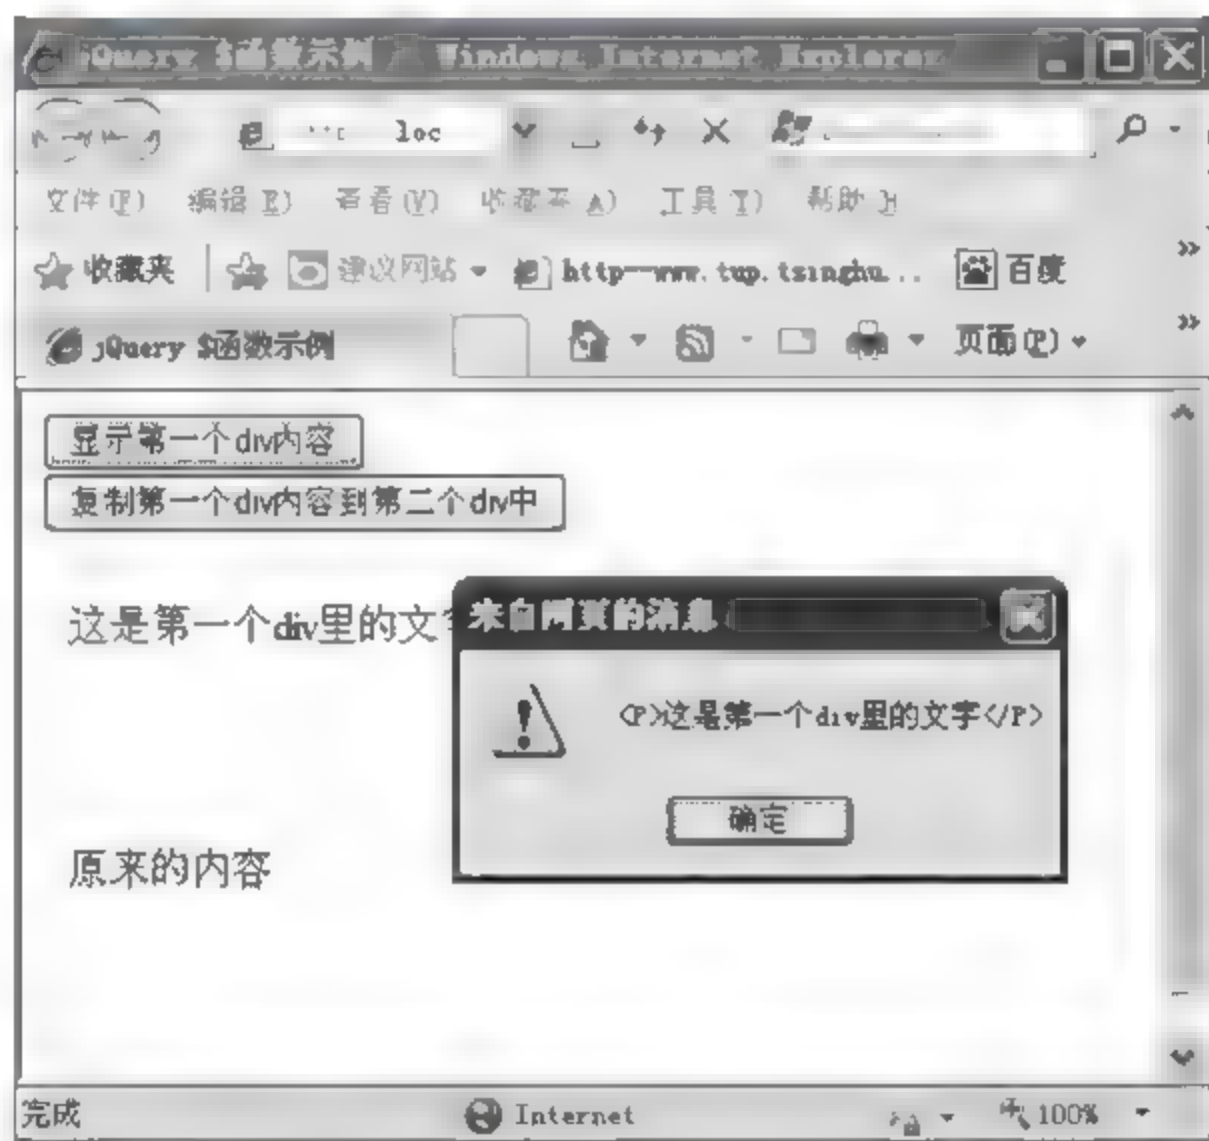 jQuery $函数示例 Windows Internet Explorer
loc
文件(F) 编辑(E) 查看(V) 收藏夹(A) 工具(T) 帮助(H)
收藏夹 建议网站 http--www.tup.tsinghu... 百度
jQuery $函数示例 页面(P)
显示第一个div内容
复制第一个div内容到第二个div中
这是第一个div里的文
来自网页的消息
<P>这是第一个div里的文字</P>
确定
原来的内容
完成 Internet 100%